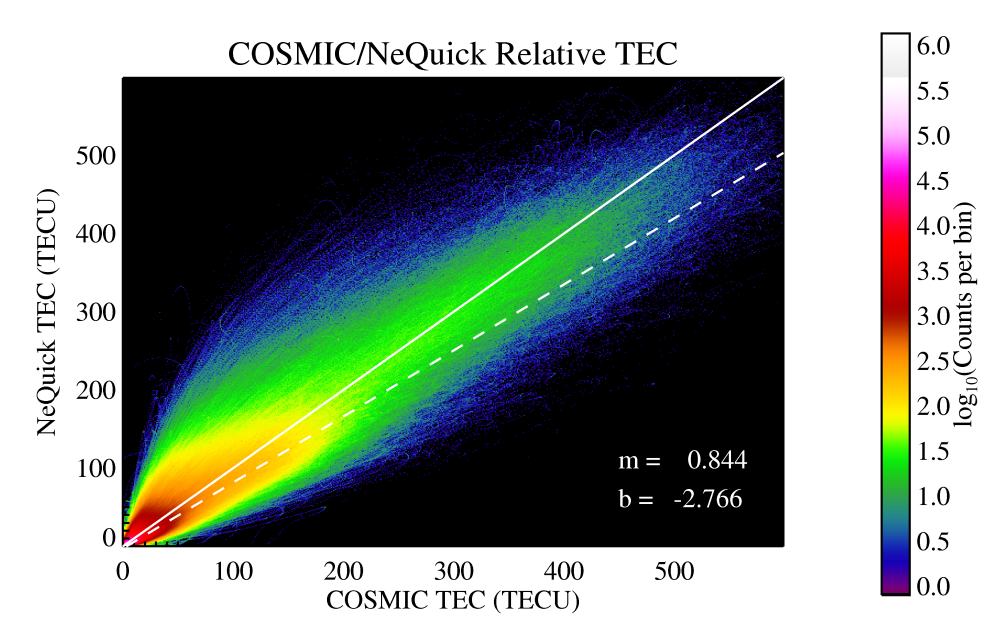 COSMIC/NeQuick Relative TEC
NeQuick TEC (TECU)
500
400
300
200
100
0
m = 0.844
b = -2.766
0 100 200 300 400 500
COSMIC TEC (TECU)
6.0
5.5
5.0
4.5
4.0
3.5
3.0
2.5
2.0
1.5
1.0
0.5
0.0
log₁₀(Counts per bin)